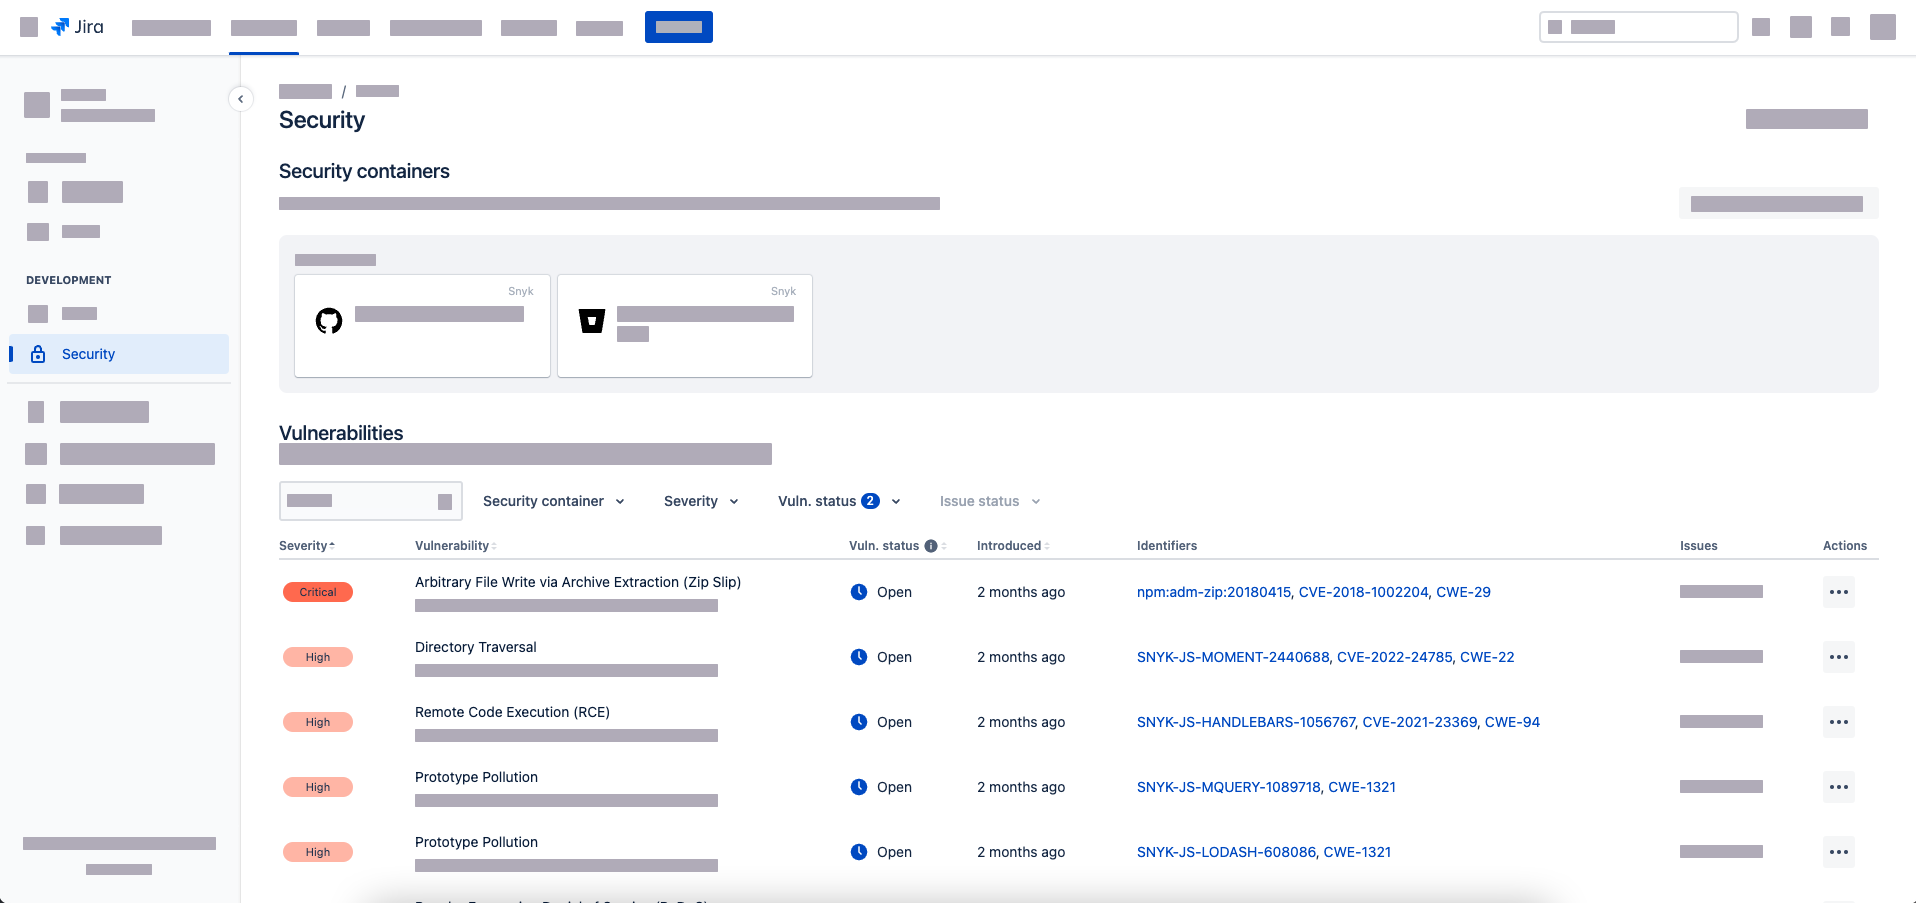 Jira
/
Security
Security containers
Snyk
Snyk
DEVELOPMENT
Security
Vulnerabilities
Security container Severity Vuln. status 2 Issue status
Severity Vulnerability Vuln. status Introduced Identifiers Issues Actions
Critical Arbitrary File Write via Archive Extraction (Zip Slip) Open 2 months ago npm:adm-zip:20180415, CVE-2018-1002204, CWE-29
High Directory Traversal Open 2 months ago SNYK-JS-MOMENT-2440688, CVE-2022-24785, CWE-22
High Remote Code Execution (RCE) Open 2 months ago SNYK-JS-HANDLEBARS-1056767, CVE-2021-23369, CWE-94
High Prototype Pollution Open 2 months ago SNYK-JS-MQUERY-1089718, CWE-1321
High Prototype Pollution Open 2 months ago SNYK-JS-LODASH-608086, CWE-1321